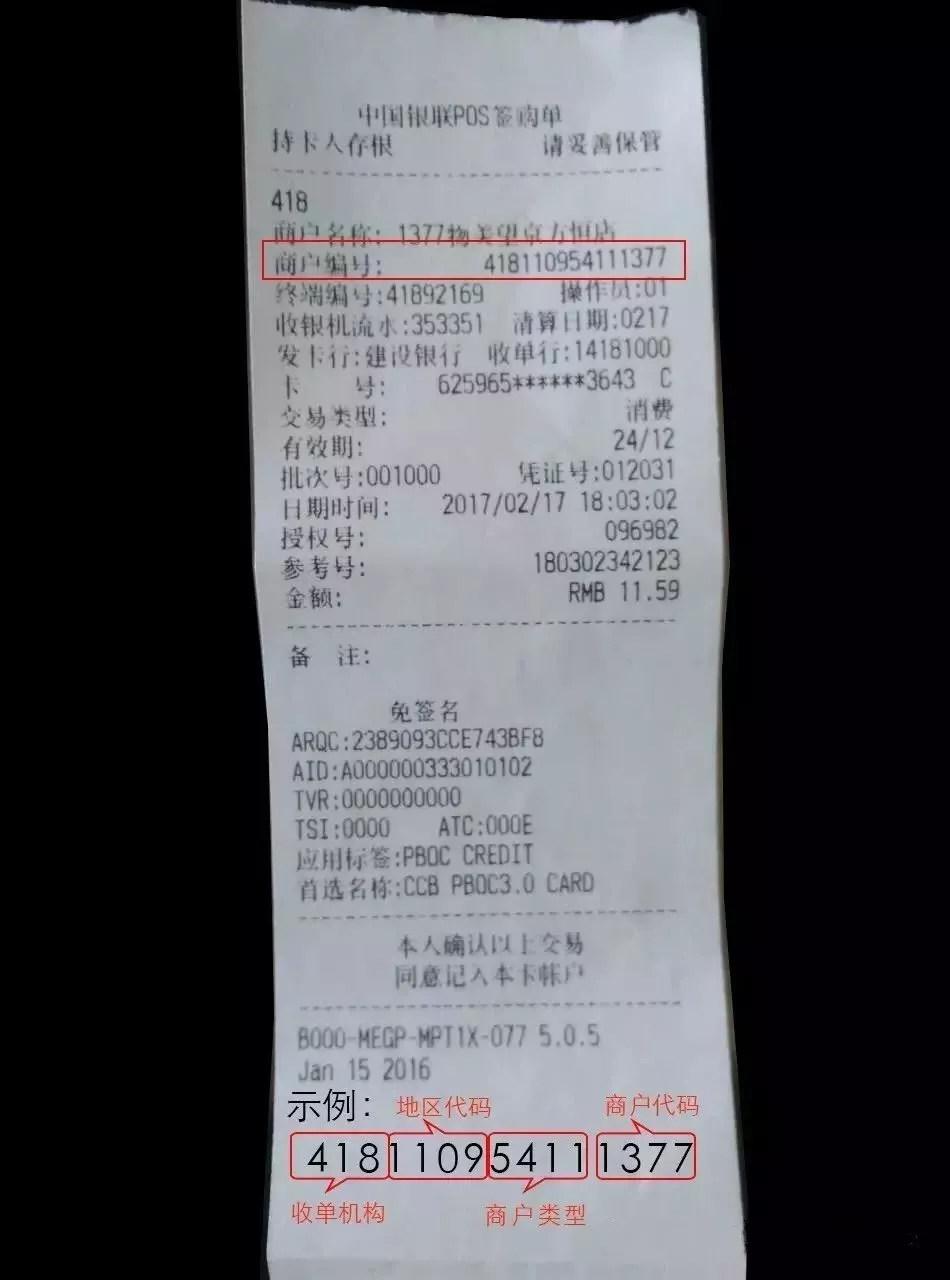 中国银联POS签购单
持卡人存根 请妥善保管
418
商户名称: 1377物美望京方恒店
商户编号: 418110954111377
终端编号:41892169 操作员:01
收银机流水:353351 清算日期:0217
发卡行:建设银行 收单行:14181000
卡 号: 625965******3643 C
交易类型: 消费
有效期: 24/12
批次号:001000 凭证号:012031
日期时间: 2017/02/17 18:03:02
授权号: 096982
参考号: 180302342123
金额: RMB 11.59
备 注:
免签名
ARQC:2389093CCE743BF8
AID:A000000333010102
TVR:0000000000
TSI:0000 ATC:000E
应用标签:PBOC CREDIT
首选名称:CCB PBOC3.0 CARD
本人确认以上交易
同意记入本卡帐户
B000-MEGP-MPT1X-077 5.0.5
Jan 15 2016
示例: 地区代码 商户代码
418 1109 5411 1377
收单机构 商户类型